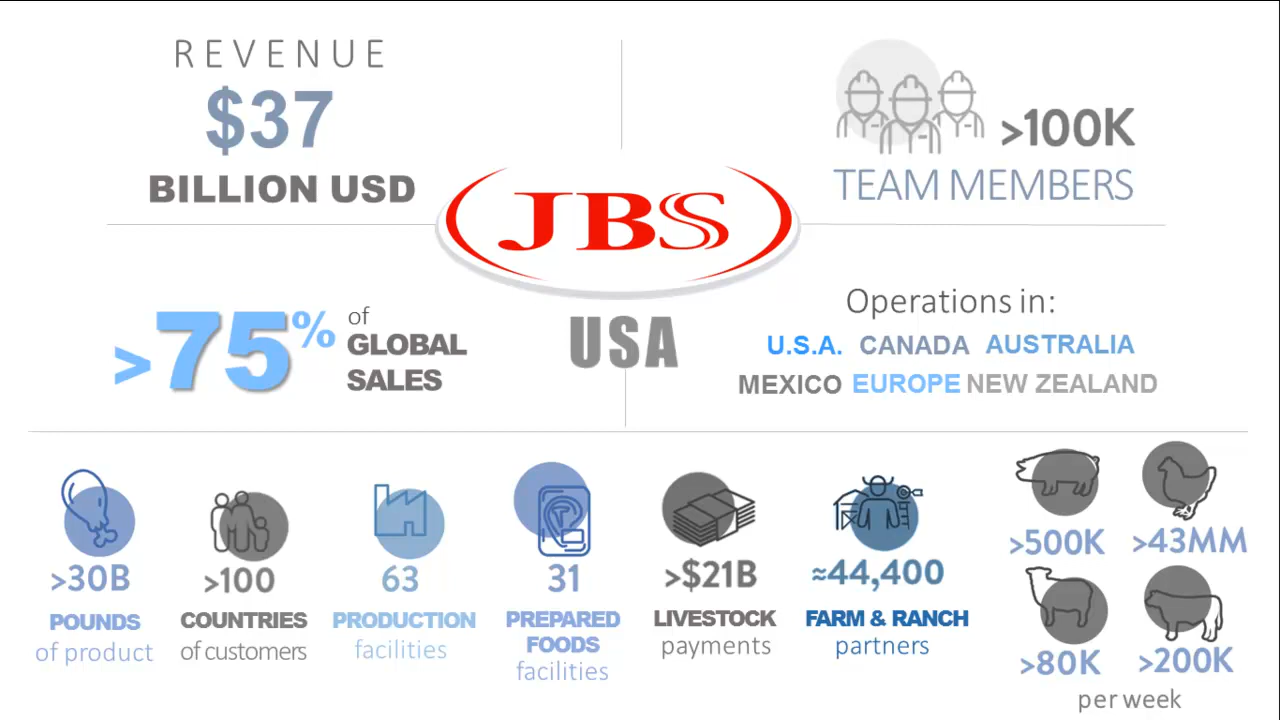 REVENUE
$37
BILLION USD
>100K
TEAM MEMBERS
JBS
USA
>75% of
GLOBAL
SALES
Operations in:
U.S.A. CANADA AUSTRALIA
MEXICO EUROPE NEW ZEALAND
>30B
POUNDS
of product
>100
COUNTRIES
of customers
63
PRODUCTION
facilities
31
PREPARED
FOODS
facilities
>$21B
LIVESTOCK
payments
≈44,400
FARM & RANCH
partners
>500K >43MM
>80K >200K
per week